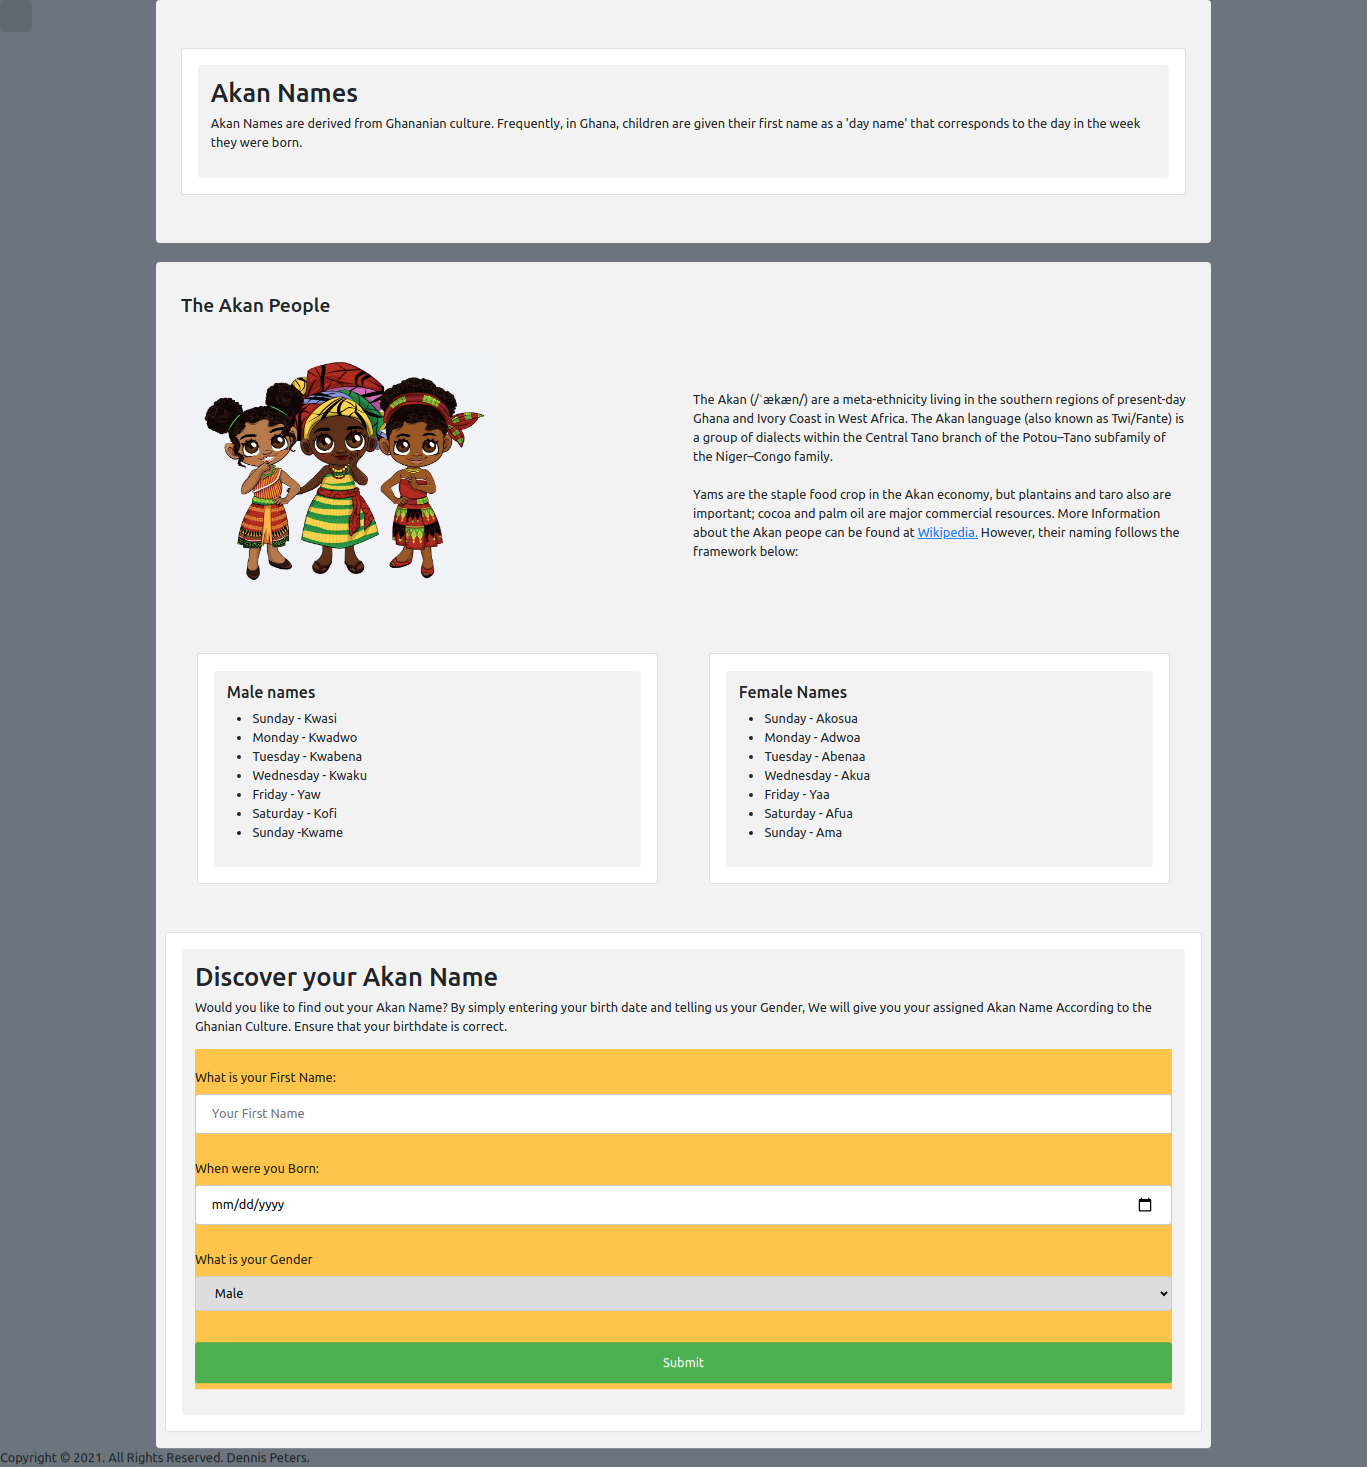 Akan Names
Akan Names are derived from Ghananian culture. Frequently, in Ghana, children are given their first name as a 'day name' that corresponds to the day in the week
they were born.
The Akan People
The Akan (/ˈækæn/) are a meta-ethnicity living in the southern regions of present-day
Ghana and Ivory Coast in West Africa. The Akan language (also known as Twi/Fante) is
a group of dialects within the Central Tano branch of the Potou–Tano subfamily of
the Niger–Congo family.
Yams are the staple food crop in the Akan economy, but plantains and taro also are
important; cocoa and palm oil are major commercial resources. More Information
about the Akan peope can be found at Wikipedia. However, their naming follows the
framework below:
Male names
Sunday - Kwasi
Monday - Kwadwo
Tuesday - Kwabena
Wednesday - Kwaku
Friday - Yaw
Saturday - Kofi
Sunday -Kwame
Female Names
Sunday - Akosua
Monday - Adwoa
Tuesday - Abenaa
Wednesday - Akua
Friday - Yaa
Saturday - Afua
Sunday - Ama
Discover your Akan Name
Would you like to find out your Akan Name? By simply entering your birth date and telling us your Gender, We will give you your assigned Akan Name According to the
Ghanian Culture. Ensure that your birthdate is correct.
What is your First Name:
Your First Name
When were you Born:
mm/dd/yyyy
What is your Gender
Male
Submit
Copyright © 2021. All Rights Reserved. Dennis Peters.